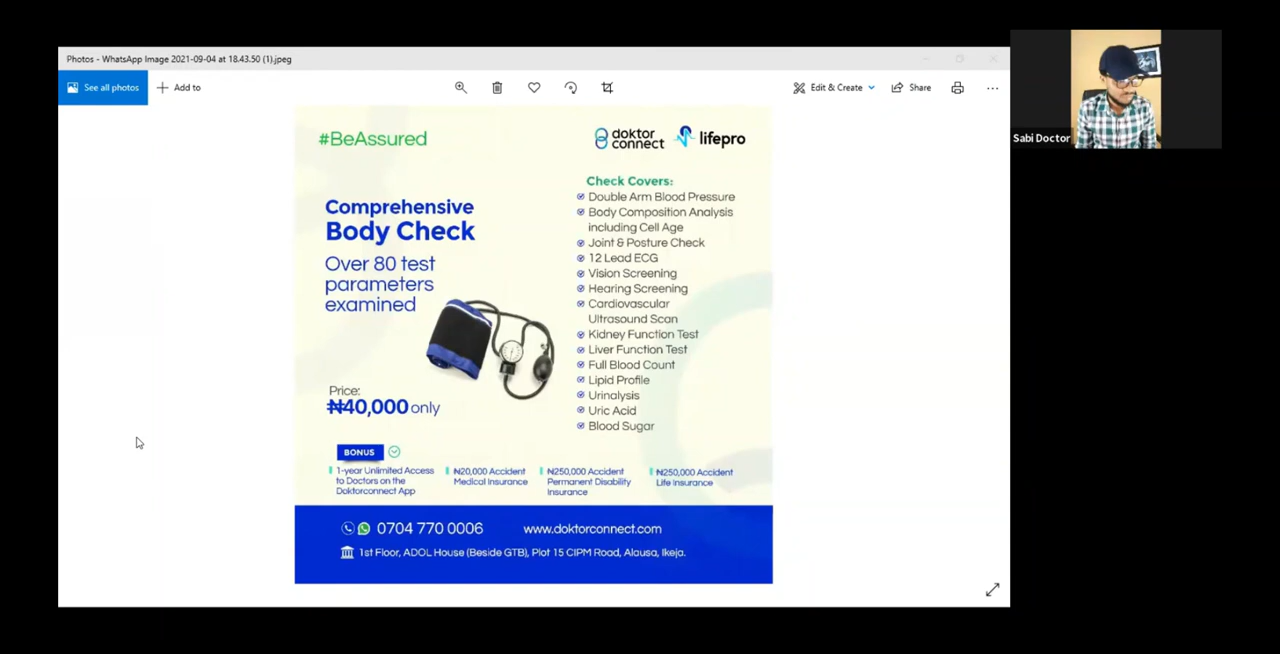 Photos - WhatsApp Image 2021-09-04 at 18.43.50 (1).jpeg
See all photos
Add to
Edit & Create
Share
Sabi Doctor
#BeAssured
doktor
connect
lifepro
Comprehensive
Body Check
Over 80 test
parameters
examined
Price:
₦40,000 only
Check Covers:
Double Arm Blood Pressure
Body Composition Analysis
including Cell Age
Joint & Posture Check
12 Lead ECG
Vision Screening
Hearing Screening
Cardiovascular
Ultrasound Scan
Kidney Function Test
Liver Function Test
Full Blood Count
Lipid Profile
Urinalysis
Uric Acid
Blood Sugar
BONUS
1-year Unlimited Access
to Doctors on the
Doktorconnect App
₦20,000 Accident
Medical Insurance
₦250,000 Accident
Permanent Disability
Insurance
₦250,000 Accident
Life Insurance
0704 770 0006
www.doktorconnect.com
1st Floor, ADOL House (Beside GTB), Plot 15 CIPM Road, Alausa, Ikeja.